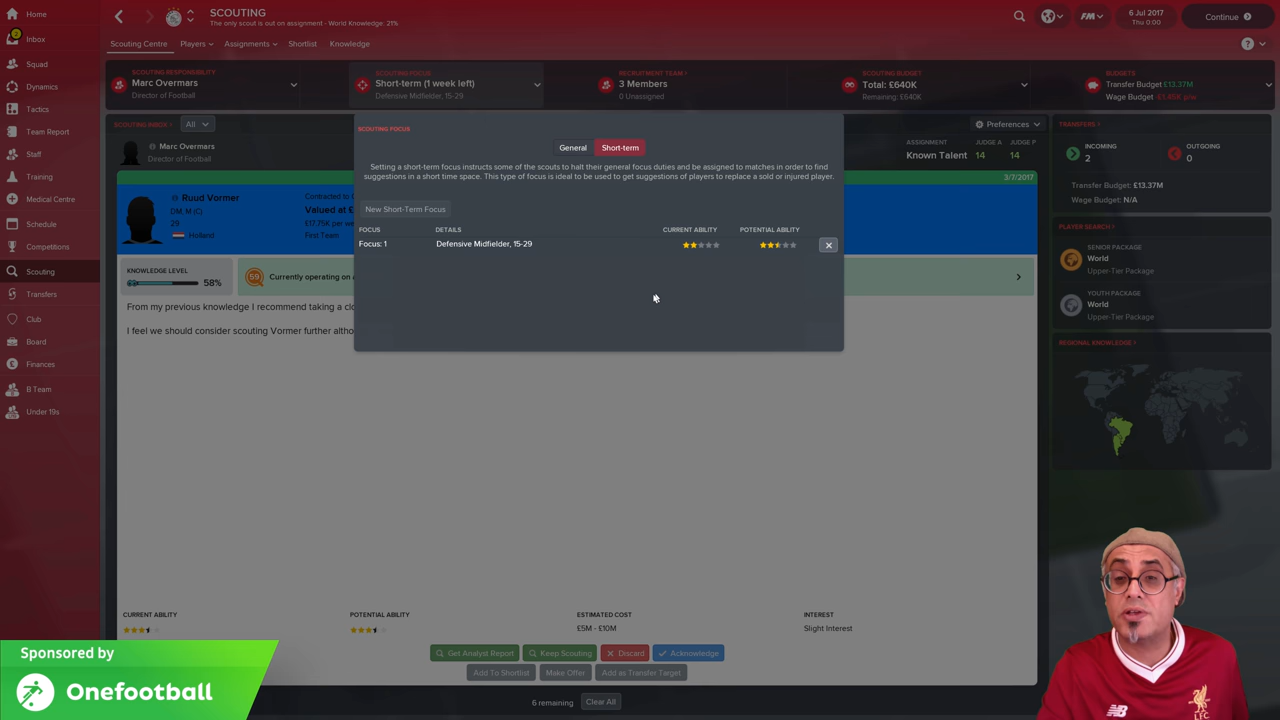 Home
Inbox
Squad
Dynamics
Tactics
Team Report
Staff
Training
Medical Centre
Schedule
Competitions
Scouting
Transfers
Club
Board
Finances
B Team
Under 19s
SCOUTING
The only scout is out on assignment - World Knowledge: 21%
FM
6 Jul 2017
Thu 0:00
Continue
Scouting Centre
Players
Assignments
Shortlist
Knowledge
SCOUTING RESPONSIBILITY
Marc Overmars
Director of Football
SCOUTING FOCUS
Short-term (1 week left)
Defensive Midfielder, 15-29
RECRUITMENT TEAM >
3 Members
0 Unassigned
SCOUTING BUDGET
Total: £640K
Remaining: £640K
BUDGETS
Transfer Budget £13.37M
Wage Budget
SCOUTING INBOX >
All
Preferences
Marc Overmars
Director of Football
ASSIGNMENT
Known Talent
JUDGE A
14
JUDGE P
14
3/7/2017
Ruud Vormer
DM, M (C)
29
Holland
Contracted to
Valued at £
£17.75K per we
First Team
KNOWLEDGE LEVEL
58%
59
Currently operating on a
From my previous knowledge I recommend taking a clo
I feel we should consider scouting Vormer further altho
SCOUTING FOCUS
General
Short-term
Setting a short-term focus instructs some of the scouts to halt their general focus duties and be assigned to matches in order to find
suggestions in a short time space. This type of focus is ideal to be used to get suggestions of players to replace a sold or injured player.
New Short-Term Focus
FOCUS
DETAILS
CURRENT ABILITY
POTENTIAL ABILITY
Focus: 1
Defensive Midfielder, 15-29
TRANSFERS >
INCOMING
2
OUTGOING
0
Transfer Budget: £13.37M
Wage Budget: N/A
PLAYER SEARCH >
SENIOR PACKAGE
World
Upper-Tier Package
YOUTH PACKAGE
World
Upper-Tier Package
REGIONAL KNOWLEDGE >
CURRENT ABILITY
POTENTIAL ABILITY
ESTIMATED COST
£5M - £10M
INTEREST
Slight Interest
Get Analyst Report
Keep Scouting
Discard
Acknowledge
Add To Shortlist
Make Offer
Add as Transfer Target
6 remaining
Clear All
Sponsored by
Onefootball
NB
LFC